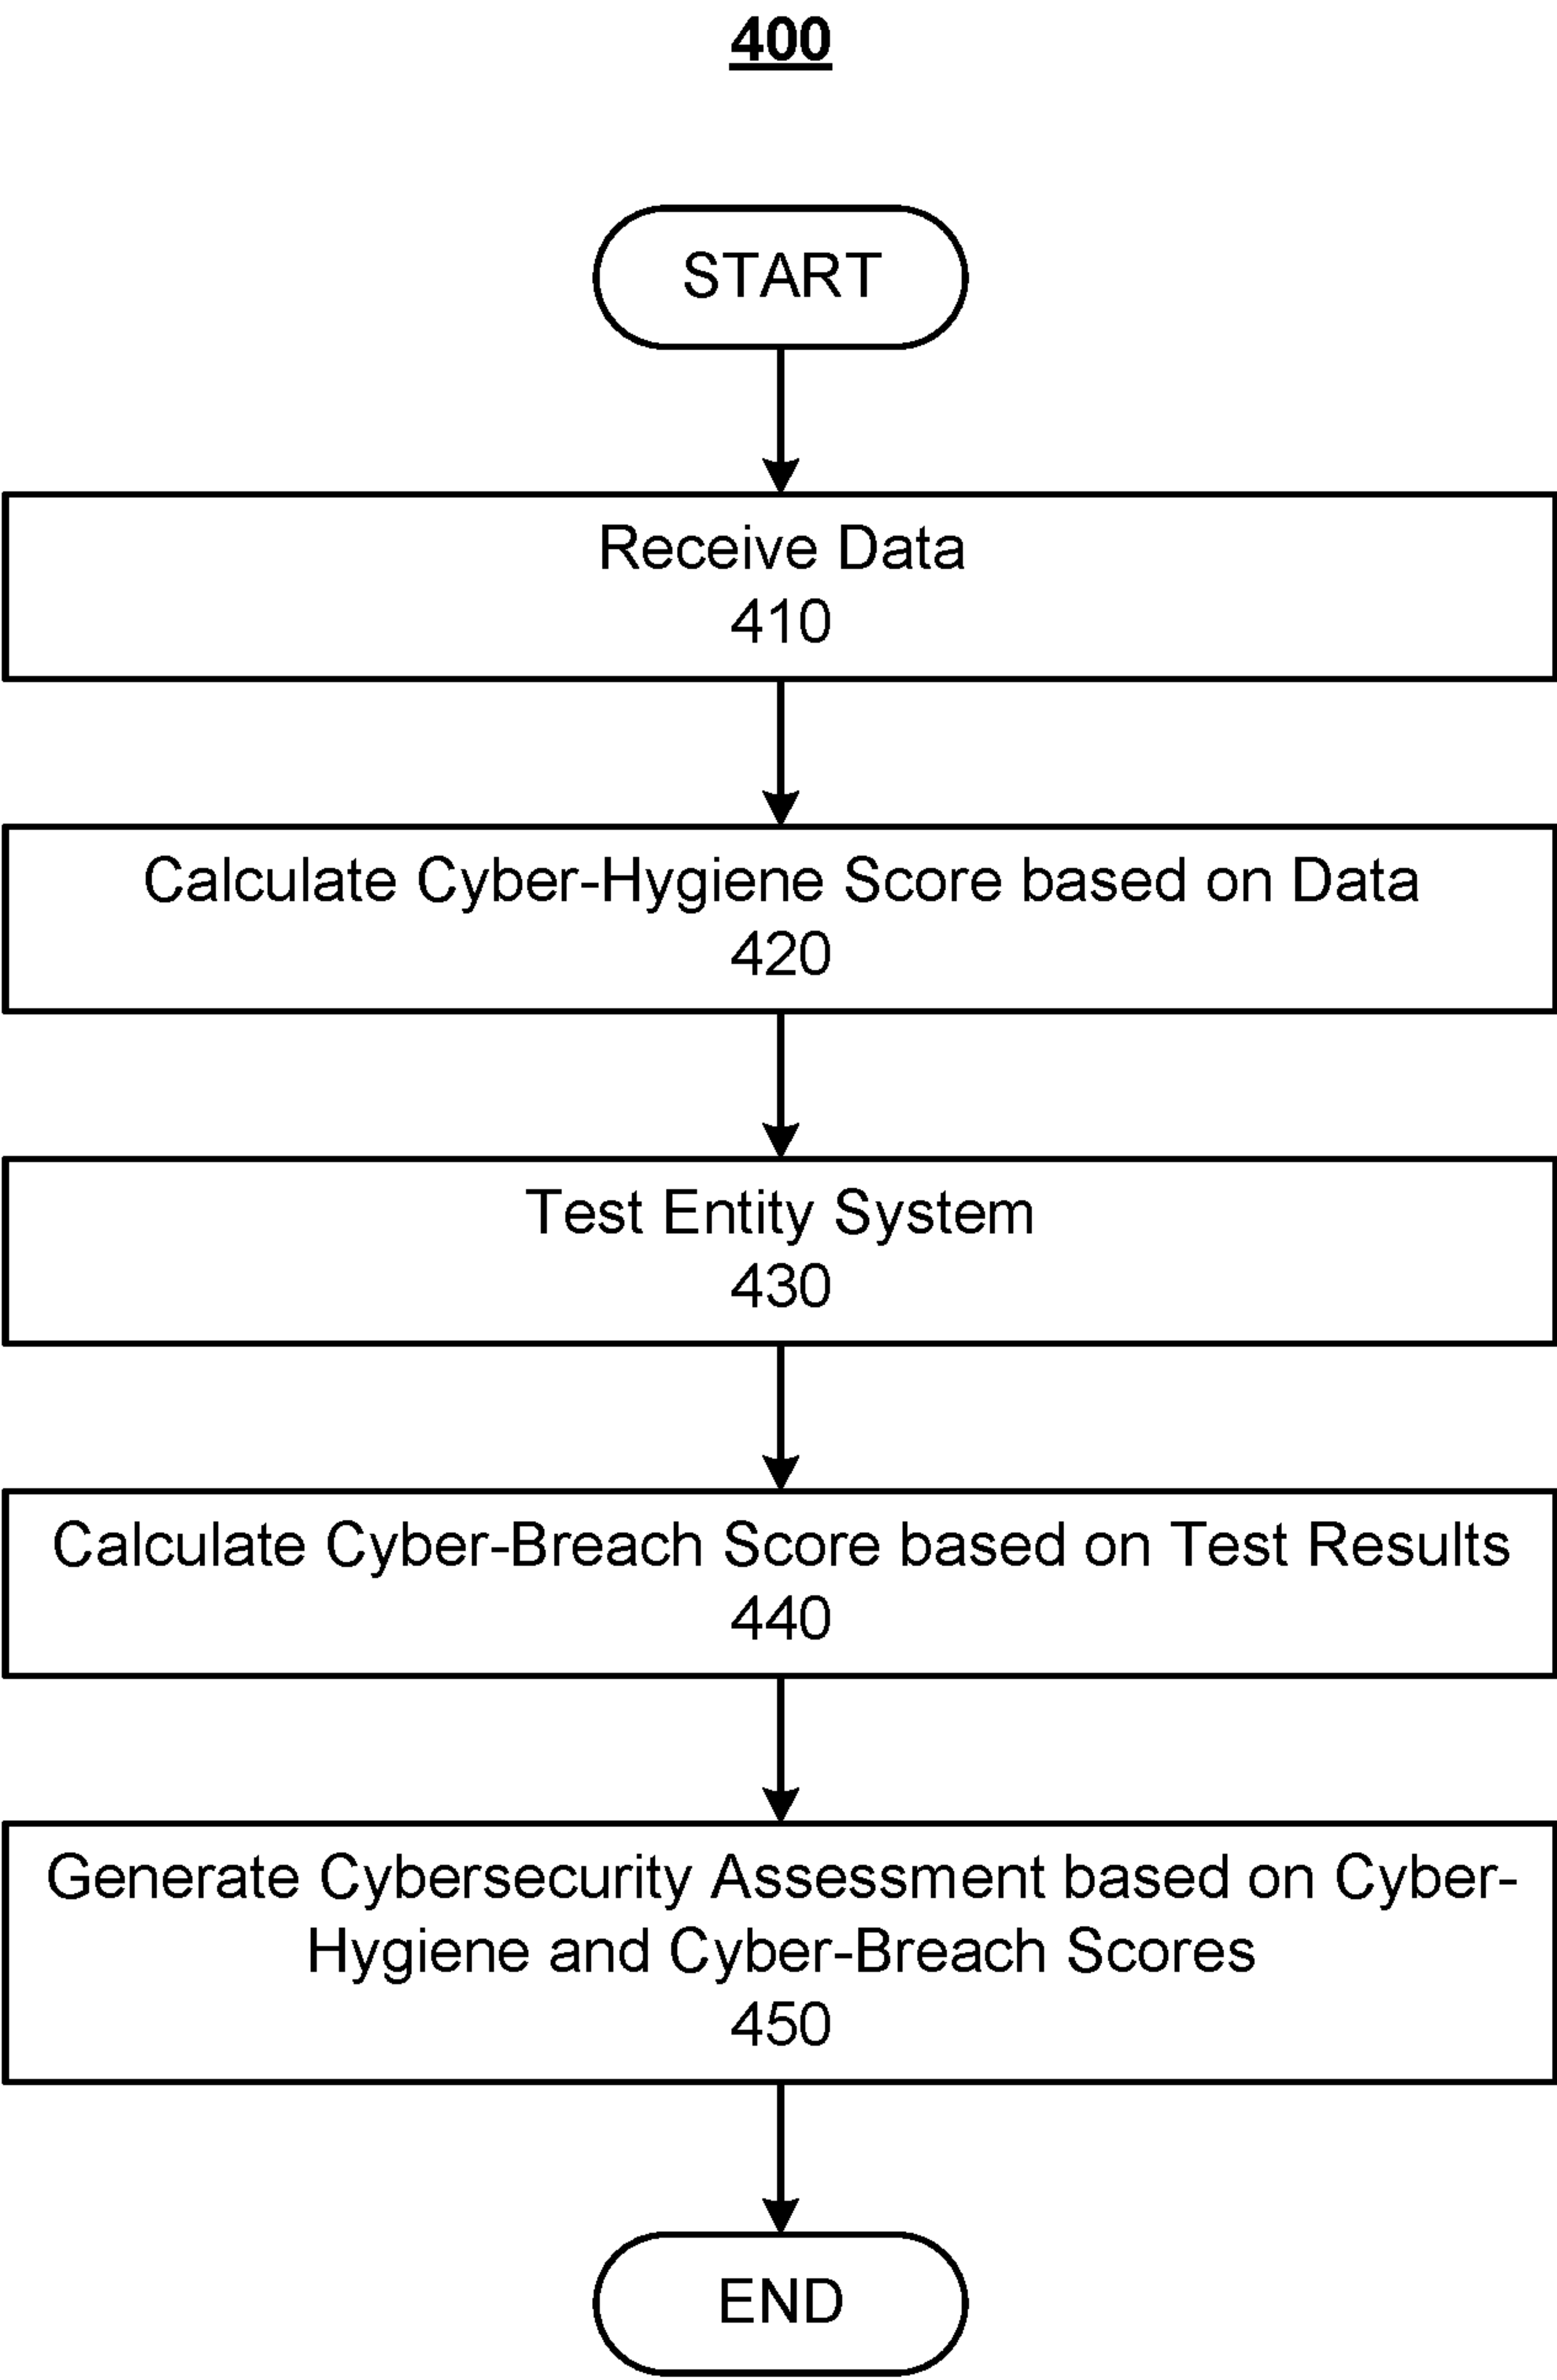 400
START
Receive Data
410
Calculate Cyber-Hygiene Score based on Data
420
Test Entity System
430
Calculate Cyber-Breach Score based on Test Results
440
Generate Cybersecurity Assessment based on Cyber-
Hygiene and Cyber-Breach Scores
450
END